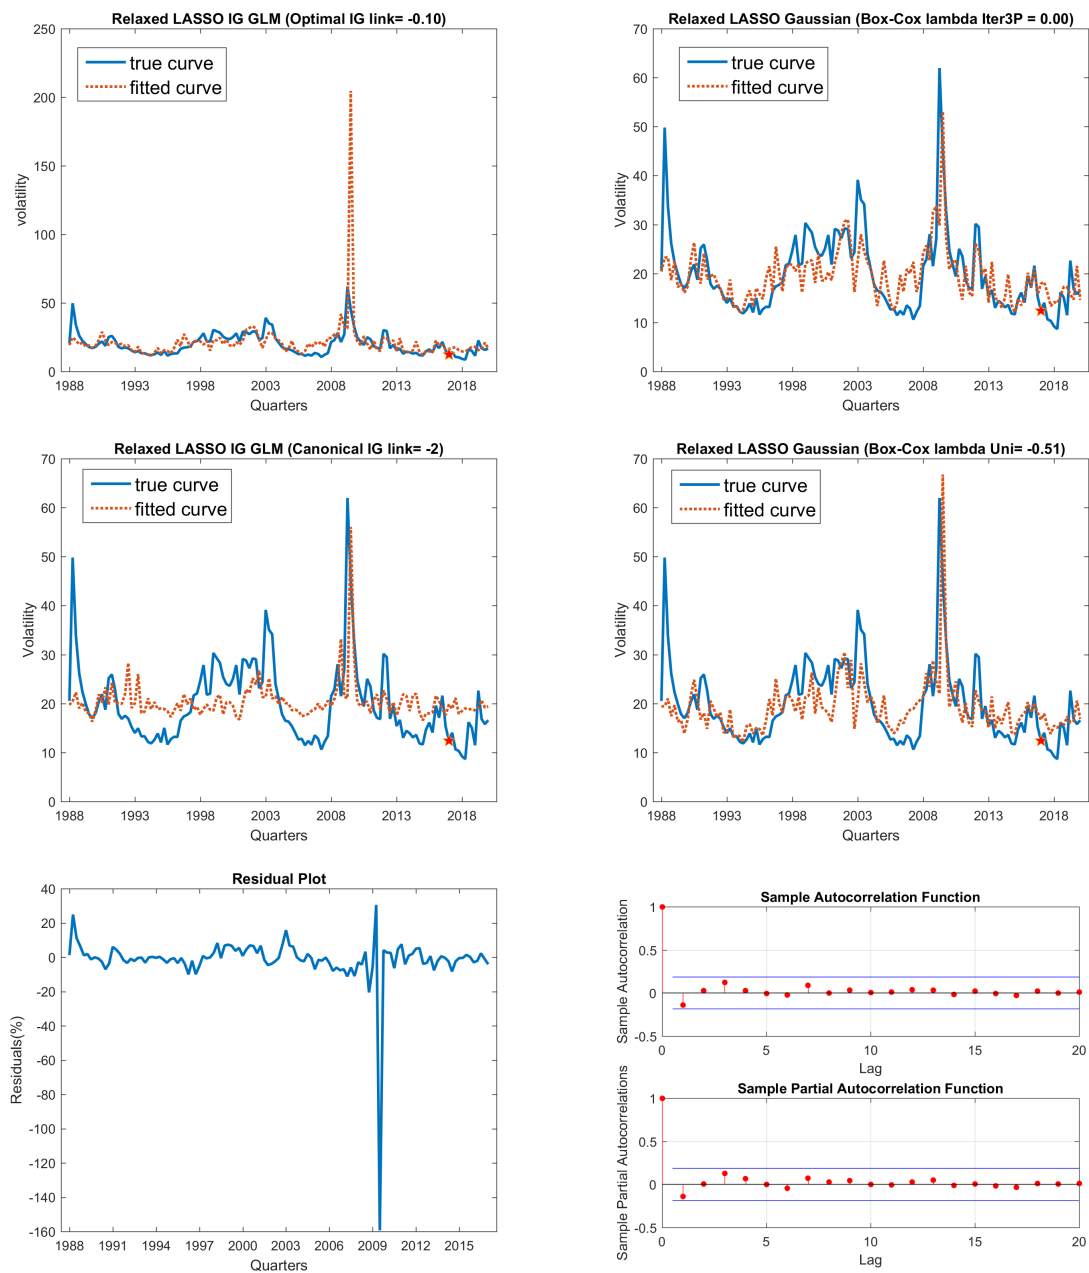 Relaxed LASSO IG GLM (Optimal IG link= -0.10)
250
200
150
100
50
0
volatility
true curve
fitted curve
1988 1993 1998 2003 2008 2013 2018
Quarters
Relaxed LASSO Gaussian (Box-Cox lambda Iter3P = 0.00)
70
60
50
40
30
20
10
0
Volatility
true curve
fitted curve
1988 1993 1998 2003 2008 2013 2018
Quarters
Relaxed LASSO IG GLM (Canonical IG link= -2)
70
60
50
40
30
20
10
0
Volatility
true curve
fitted curve
1988 1993 1998 2003 2008 2013 2018
Quarters
Relaxed LASSO Gaussian (Box-Cox lambda Uni= -0.51)
70
60
50
40
30
20
10
0
Volatility
true curve
fitted curve
1988 1993 1998 2003 2008 2013 2018
Quarters
Residual Plot
40
20
0
-20
-40
-60
-80
-100
-120
-140
-160
Residuals(%)
1988 1991 1994 1997 2000 2003 2006 2009 2012 2015
Quarters
Sample Autocorrelation Function
1
0.5
0
-0.5
Sample Autocorrelation
0 5 10 15 20
Lag
Sample Partial Autocorrelation Function
1
0.5
0
-0.5
Sample Partial Autocorrelations
0 5 10 15 20
Lag